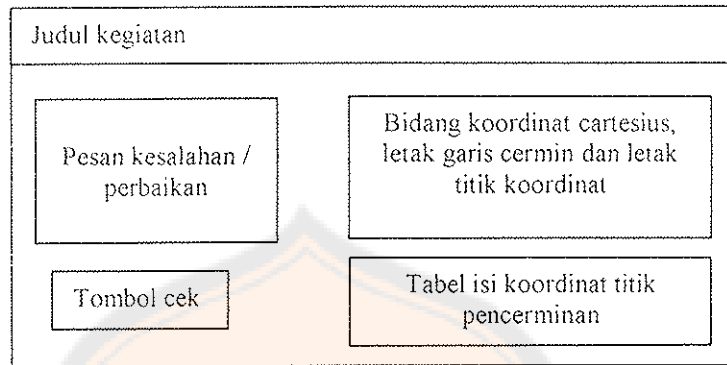 Judul kegiatan
Pesan kesalahan /
perbaikan
Bidang koordinat cartesius,
letak garis cermin dan letak
titik koordinat
Tombol cek
Tabel isi koordinat titik
pencerminan